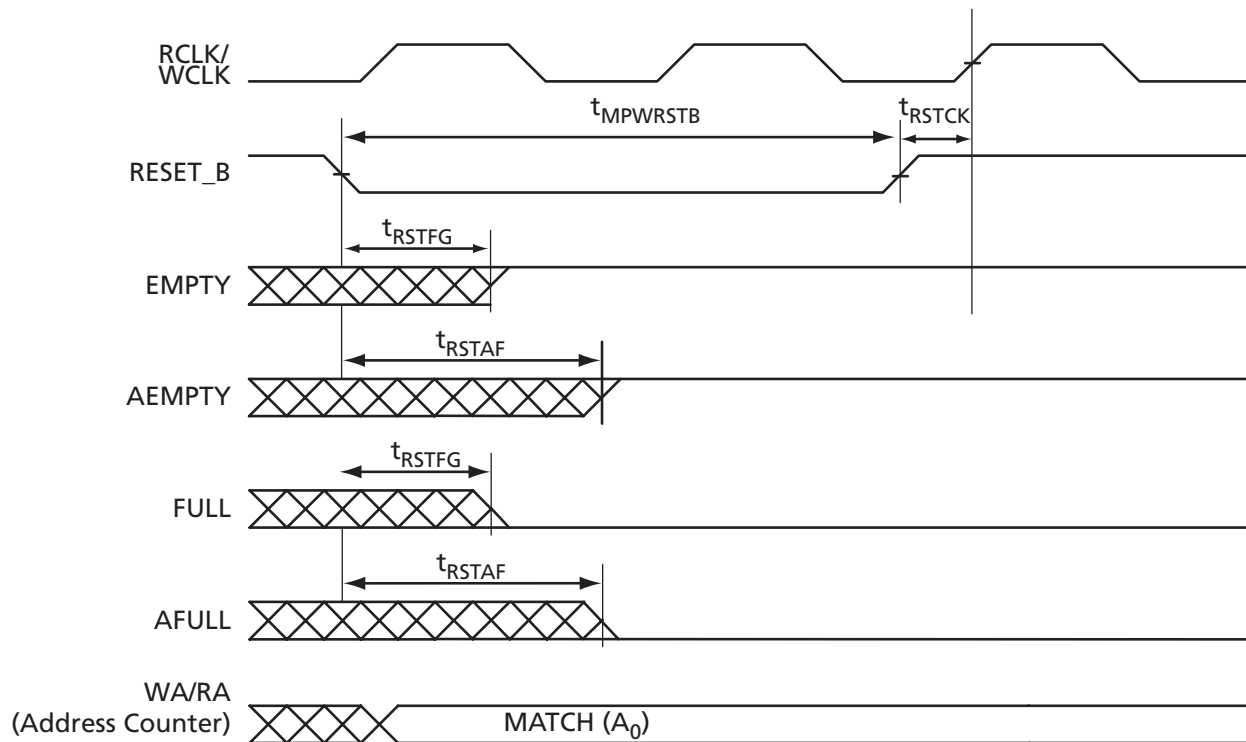 RCLK/
WCLK
tMPWRSTB
tRSTCK
RESET_B
tRSTFG
EMPTY
tRSTAF
AEMPTY
tRSTFG
FULL
tRSTAF
AFULL
WA/RA
(Address Counter)
MATCH (A0)